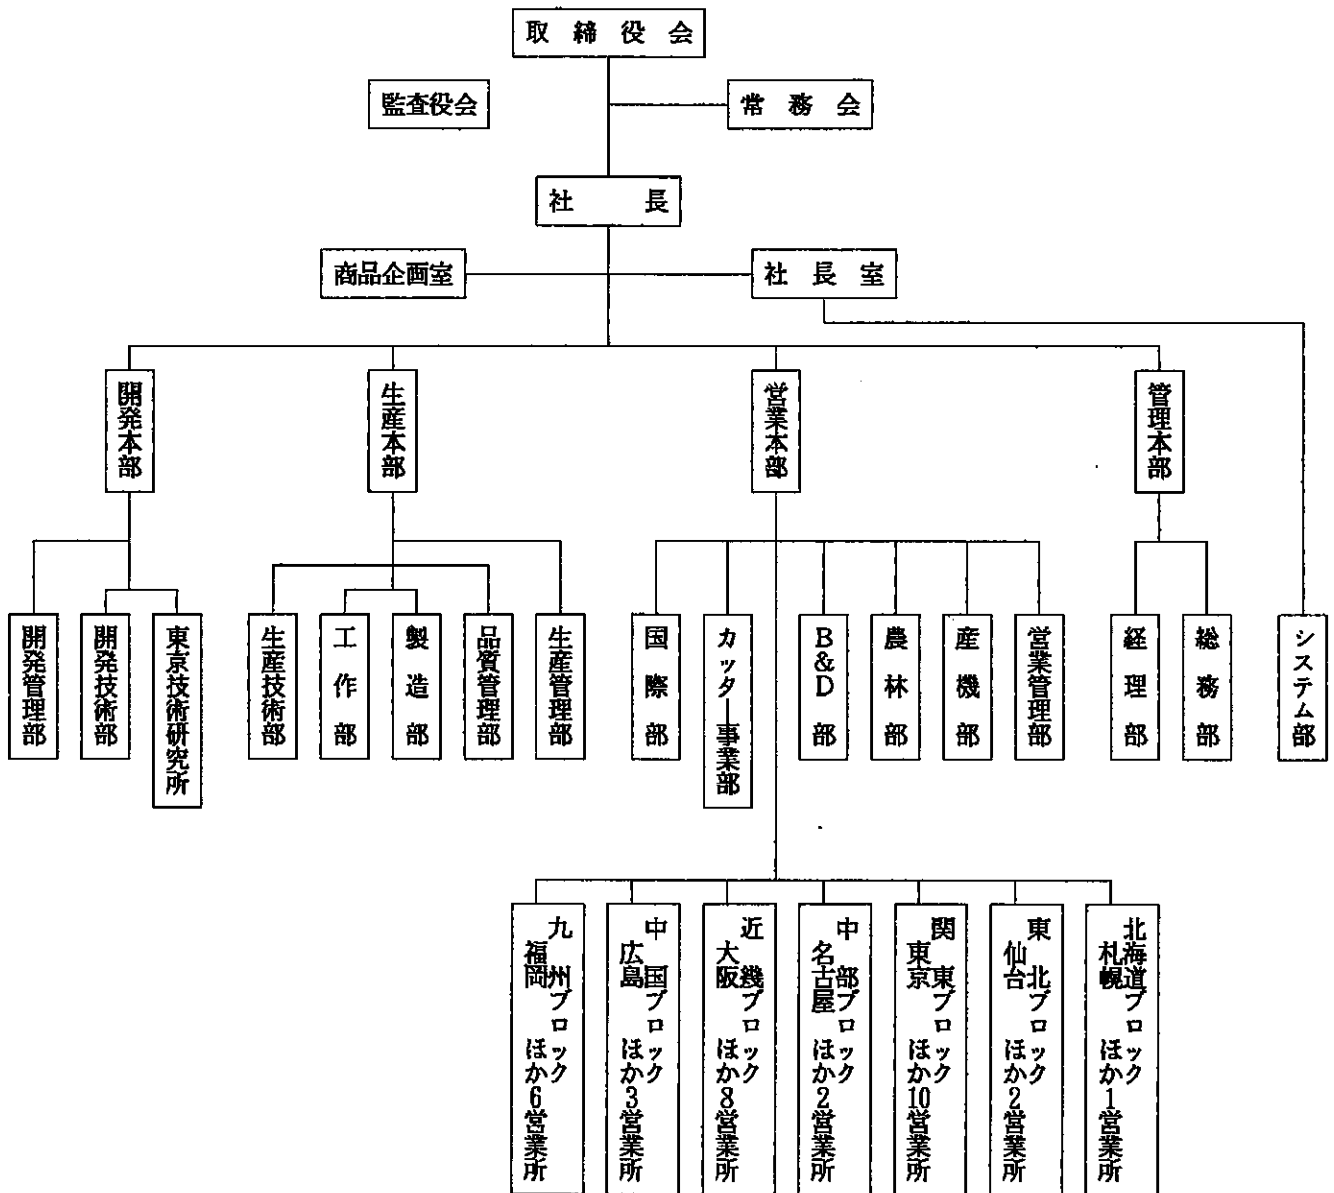 取締役会
監査役会
常務会
社長
商品企画室
社長室
開発本部
生産本部
営業本部
管理本部
開発管理部
開発技術部
東京技術研究所
生産技術部
工作部
製造部
品質管理部
生産管理部
国際部
カッター事業部
B&D部
農林部
産機部
営業管理部
経理部
総務部
システム部
九州ブロック
福岡 ほか6営業所
中国ブロック
広島 ほか3営業所
近畿ブロック
大阪 ほか8営業所
中部ブロック
名古屋 ほか2営業所
関東ブロック
東京 ほか10営業所
東北ブロック
仙台 ほか2営業所
北海道ブロック
札幌 ほか1営業所